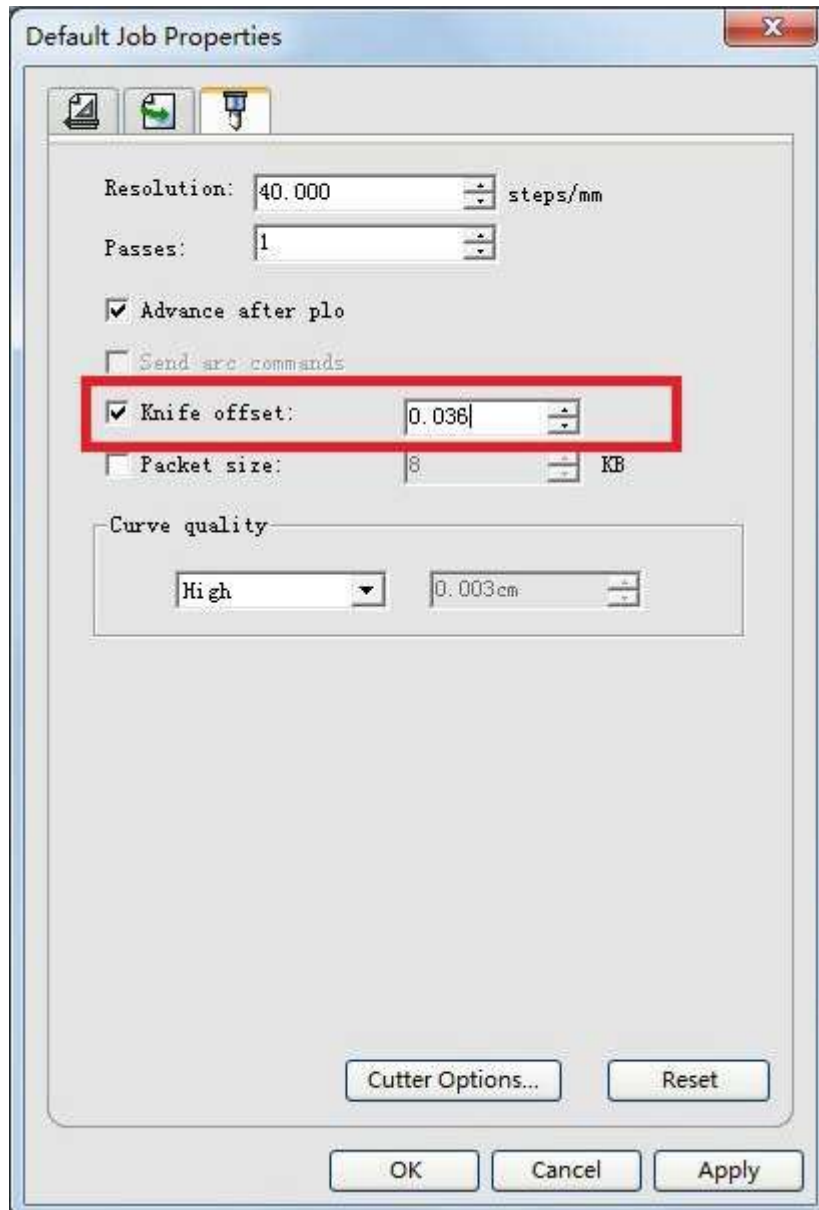 Default Job Properties
Resolution: 40.000 steps/mm
Passes: 1
Advance after plo
Send arc commands
Knife offset: 0.036
Packet size: 8 KB
Curve quality
High 0.003cm
Cutter Options... Reset
OK Cancel Apply